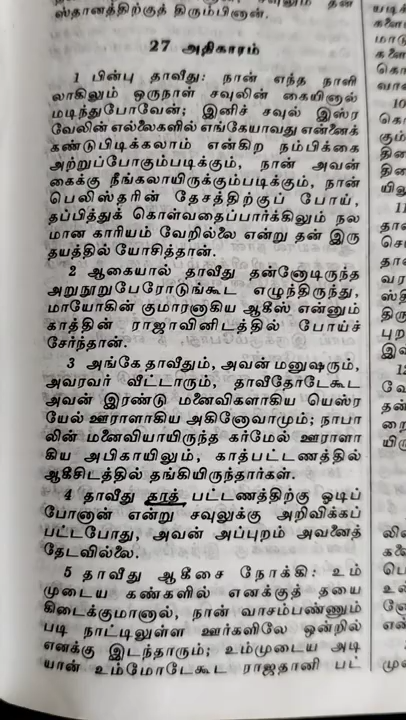 ஸ்தானத்திற்குத் திரும்பினான்.
27 அதிகாரம்
1 பின்பு தாவீது: நான் எந்த நாளி
லாகிலும் ஒருநாள் சவுலின் கையினால்
மடிந்துபோவேன்; இனிச் சவுல் இஸ்ர
வேலின் எல்லைகளில் எங்கேயாவது என்னைக்
கண்டுபிடிக்கலாம் என்கிற நம்பிக்கை
அற்றுப்போகும்படிக்கும், நான் அவன்
கைக்கு நீங்கலாயிருக்கும்படிக்கும், நான்
பெலிஸ்தரின் தேசத்திற்குப் போய்,
தப்பித்துக் கொள்வதைப்பார்க்கிலும் நல
மான காரியம் வேறில்லை என்று தன் இரு
தயத்தில் யோசித்தான்.
2 ஆகையால் தாவீது தன்னோடிருந்த
அறுநூறுபேரோடுங்கூட எழுந்திருந்து,
மாயோகின் குமாரனாகிய ஆகீஸ் என்னும்
காத்தின் ராஜாவினிடத்தில் போய்ச்
சேர்ந்தான்.
3 அங்கே தாவீதும், அவன் மனுஷரும்,
அவரவர் வீட்டாரும், தாவீதோடேகூட
அவன் இரண்டு மனைவிகளாகிய யெஸ்ர
யேல் ஊராளாகிய அகினோவாமும்; நாபா
லின் மனைவியாயிருந்த கர்மேல் ஊராளா
கிய அபிகாயிலும், காத்பட்டணத்தில்
ஆகீசிடத்தில் தங்கியிருந்தார்கள்.
4 தாவீது காத் பட்டணத்திற்கு ஓடிப்
போனான் என்று சவுலுக்கு அறிவிக்கப்
பட்டபோது, அவன் அப்புறம் அவனைத்
தேடவில்லை.
5 தாவீது ஆகீசை நோக்கி: உம்
முடைய கண்களில் எனக்குத் தயை
கிடைக்குமானால், நான் வாசம்பண்ணும்
படி நாட்டிலுள்ள ஊர்களிலே ஒன்றில்
எனக்கு இடந்தாரும்; உம்முடைய அடி
யான் உம்மோடேகூட ராஜதானி பட்